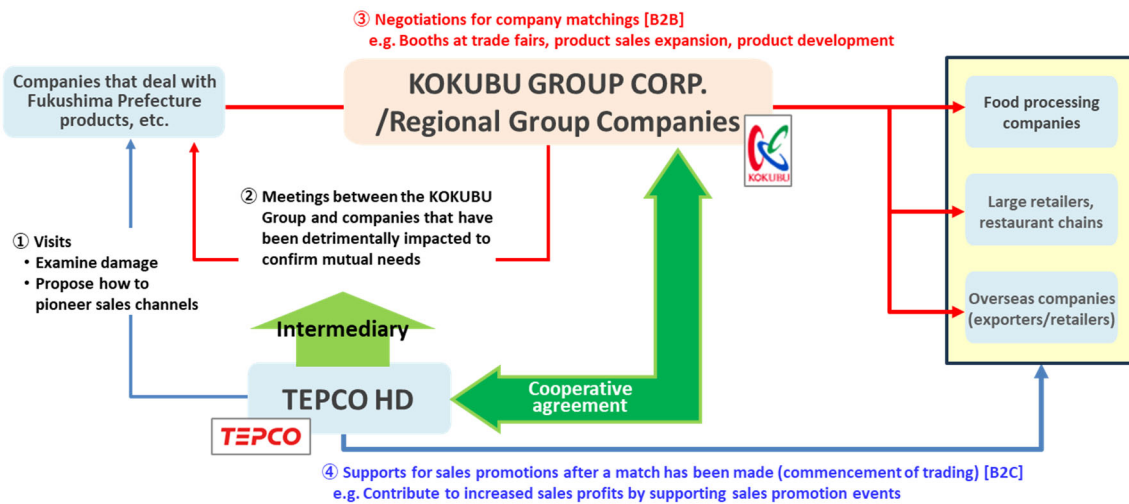 ③ Negotiations for company matchings [B2B]
e.g. Booths at trade fairs, product sales expansion, product development
Companies that deal with
Fukushima Prefecture
products, etc.
KOKUBU GROUP CORP.
/Regional Group Companies
KOKUBU
Food processing
companies
Large retailers,
restaurant chains
Overseas companies
(exporters/retailers)
② Meetings between the KOKUBU
Group and companies that have
been detrimentally impacted to
confirm mutual needs
① Visits
• Examine damage
• Propose how to
pioneer sales channels
Intermediary
TEPCO HD
TEPCO
Cooperative
agreement
④ Supports for sales promotions after a match has been made (commencement of trading) [B2C]
e.g. Contribute to increased sales profits by supporting sales promotion events